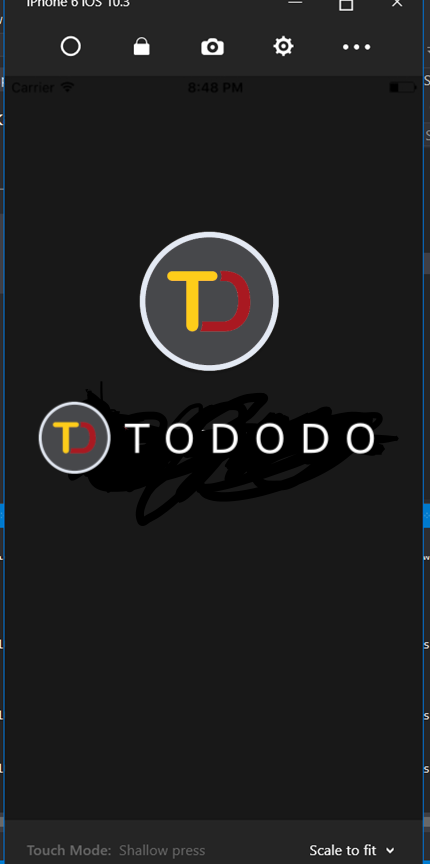 iPhone 6 iOS 10.3
Carrier 8:48 PM
TD
TD TODODO
Touch Mode: Shallow press
Scale to fit